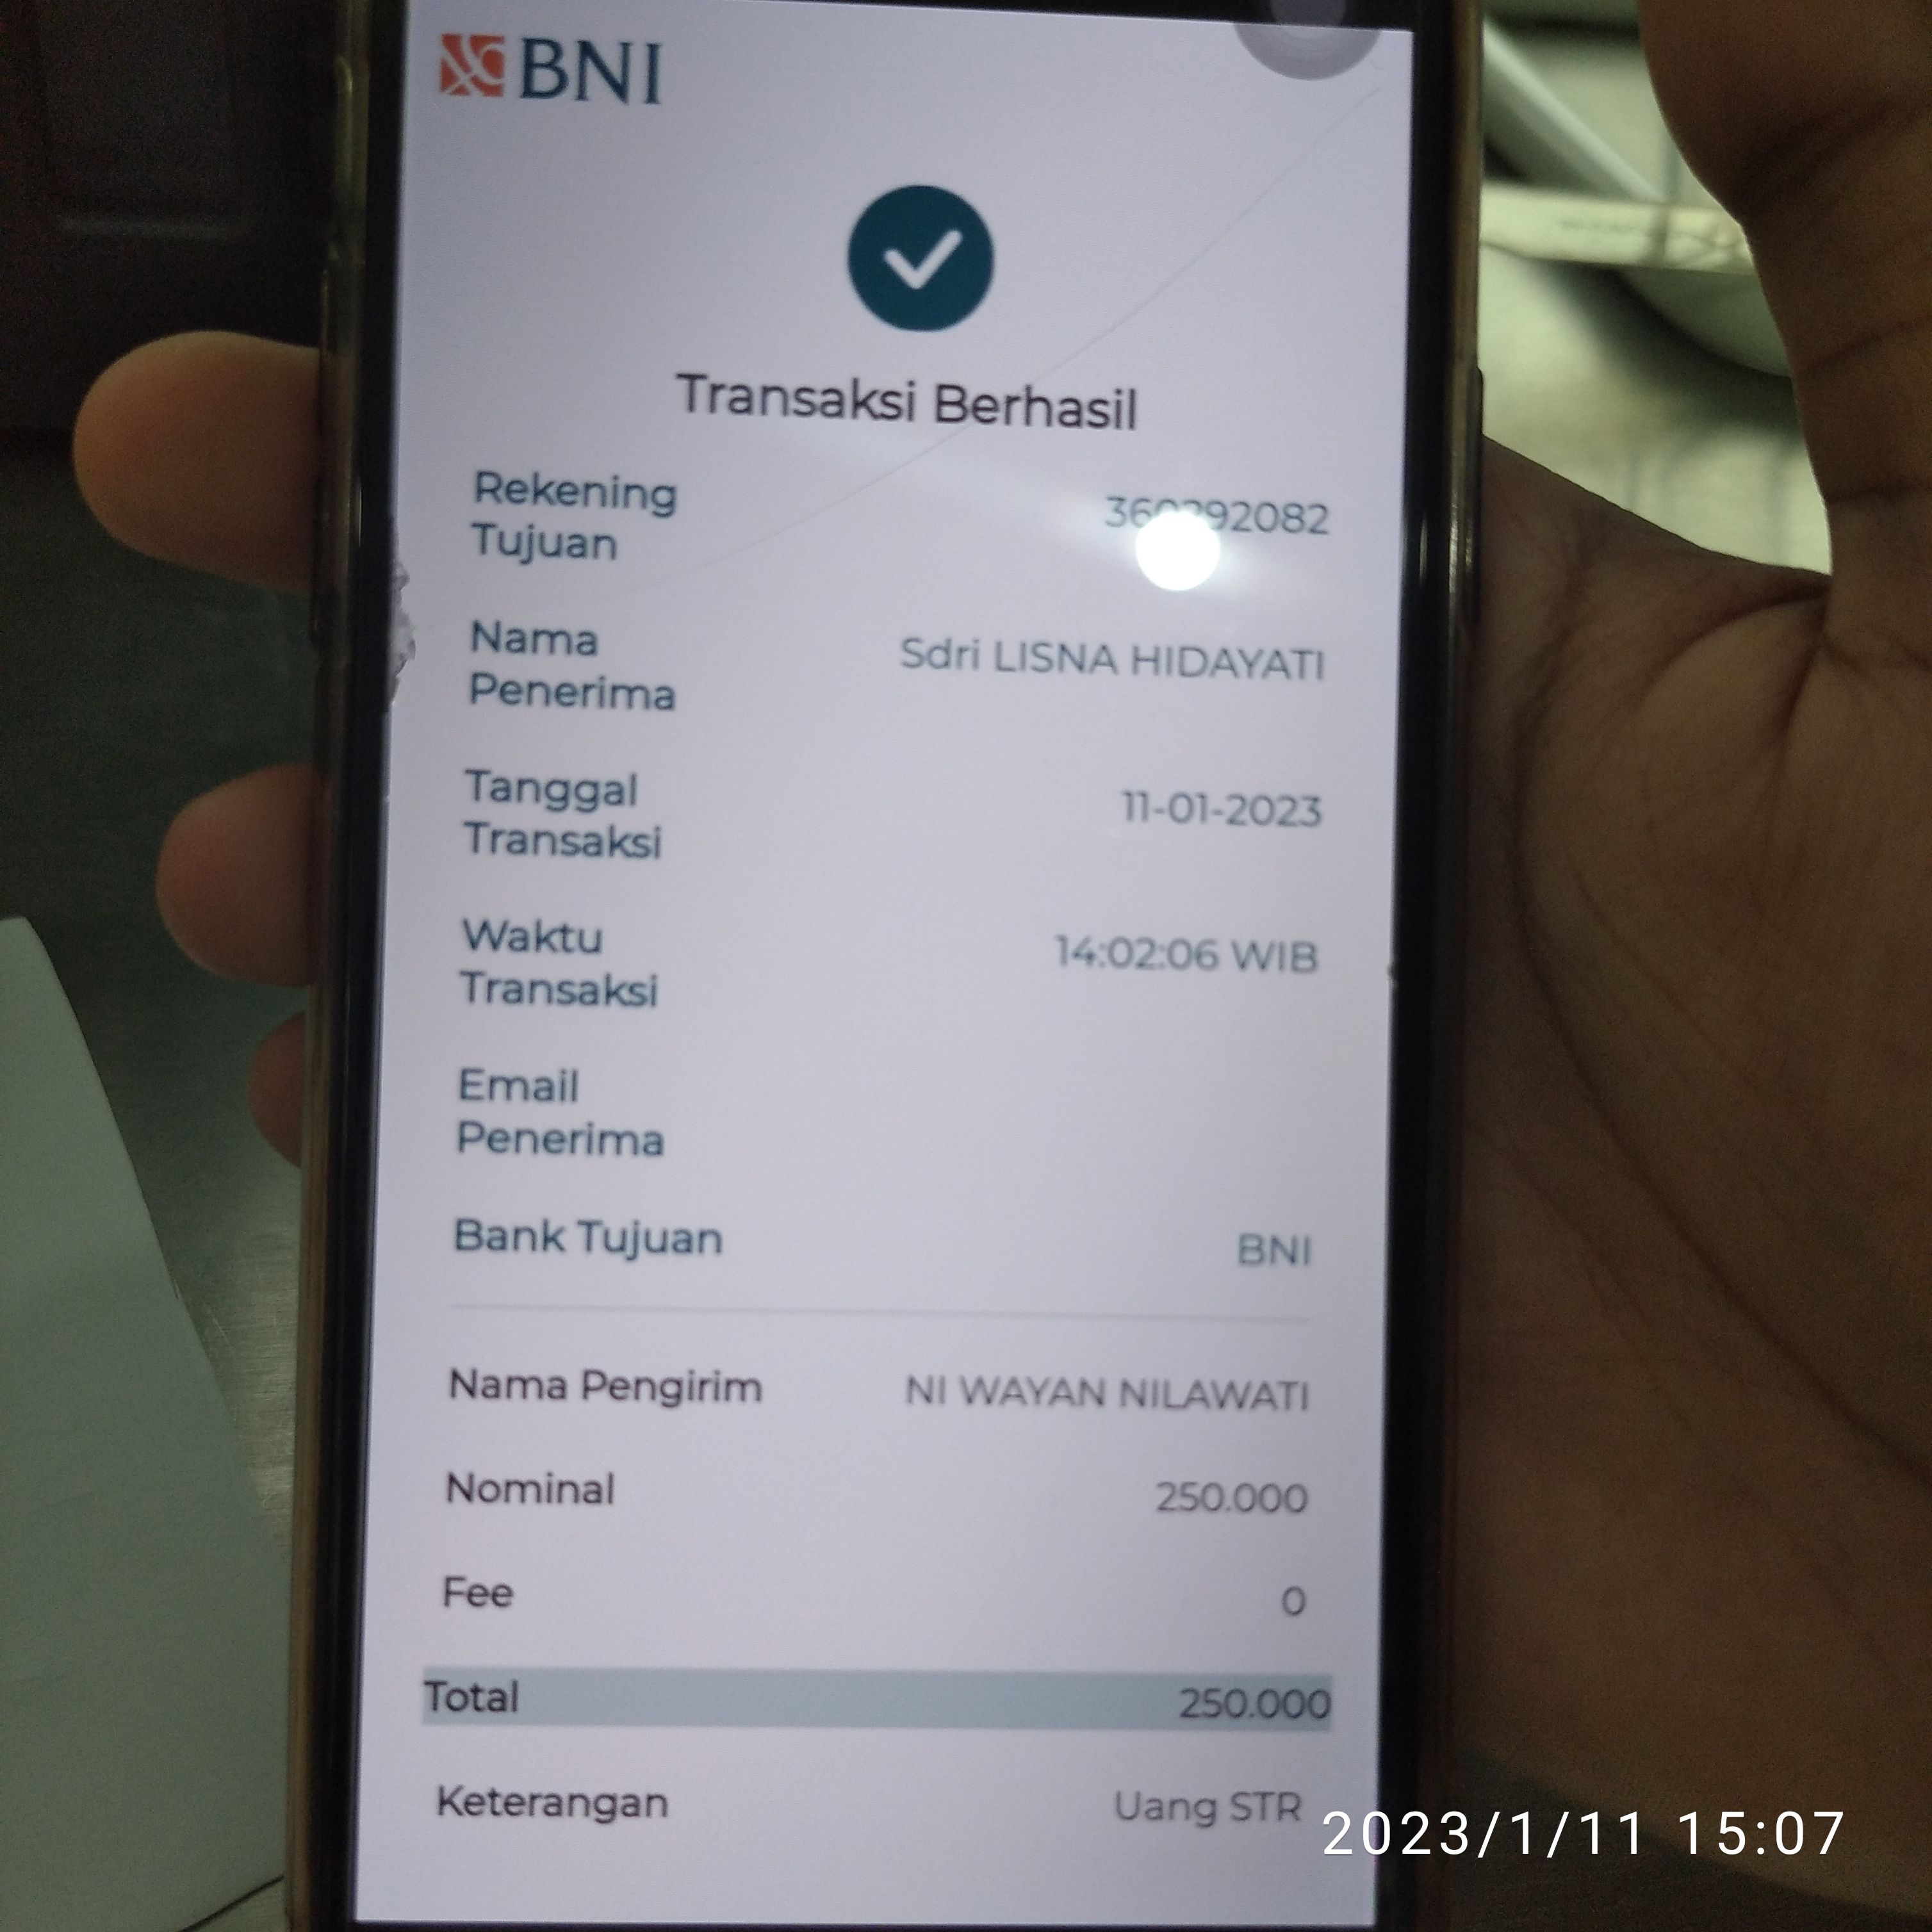 BNI
Transaksi Berhasil
Rekening
Tujuan
Nama
Penerima
Sdri LISNA HIDAYATI
Tanggal
Transaksi
11-01-2023
Waktu
Transaksi
14:02:06 WIB
Email
Penerima
Bank Tujuan
BNI
Nama Pengirim
NI WAYAN NILAWATI
Nominal
250.000
Fee
0
Total
250.000
Keterangan
Uang STR
2023/1/11 15:07